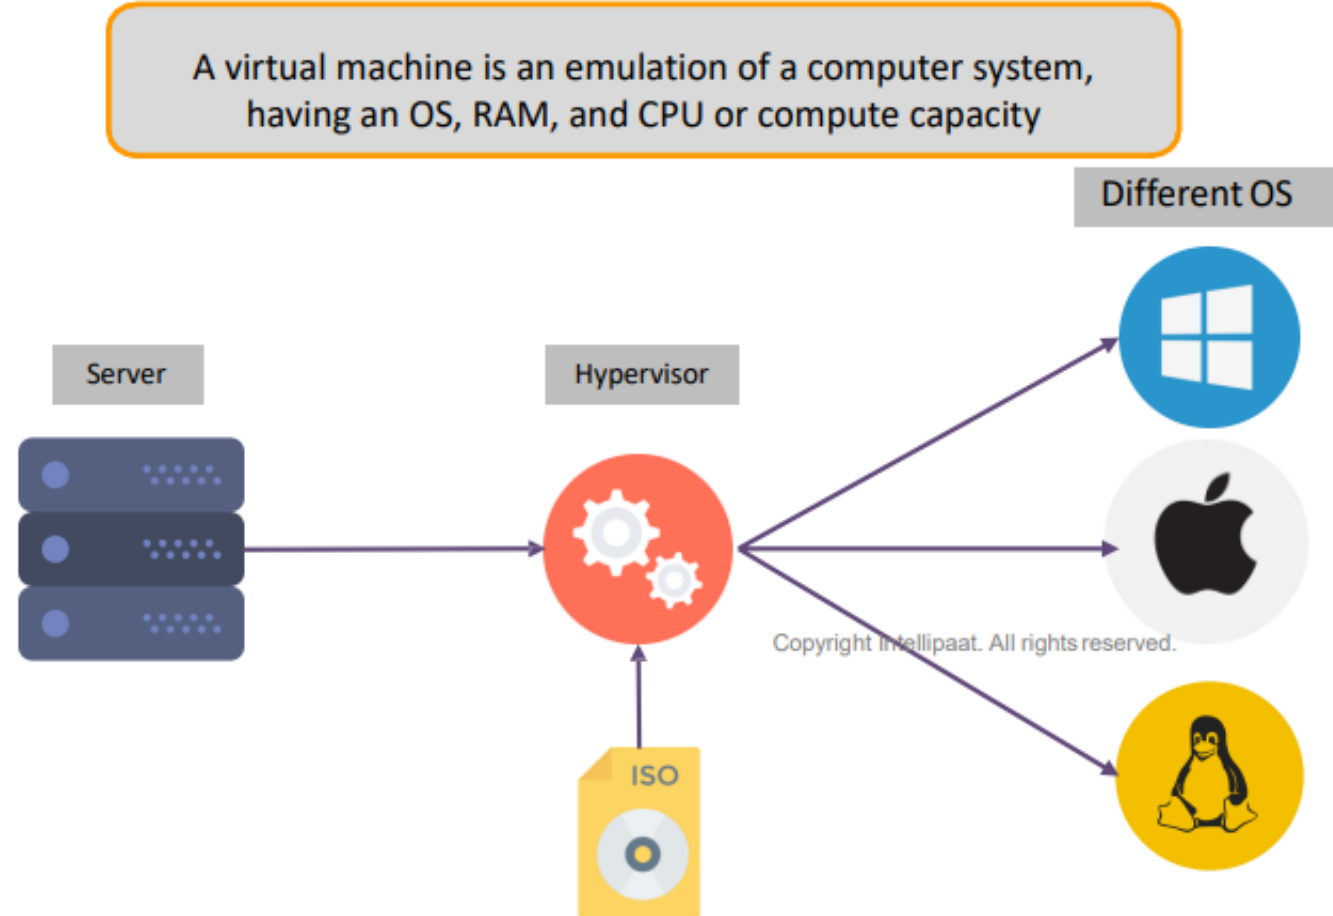 A virtual machine is an emulation of a computer system,
having an OS, RAM, and CPU or compute capacity
Different OS
Server
Hypervisor
Copyright Intellipaat. All rights reserved.
ISO